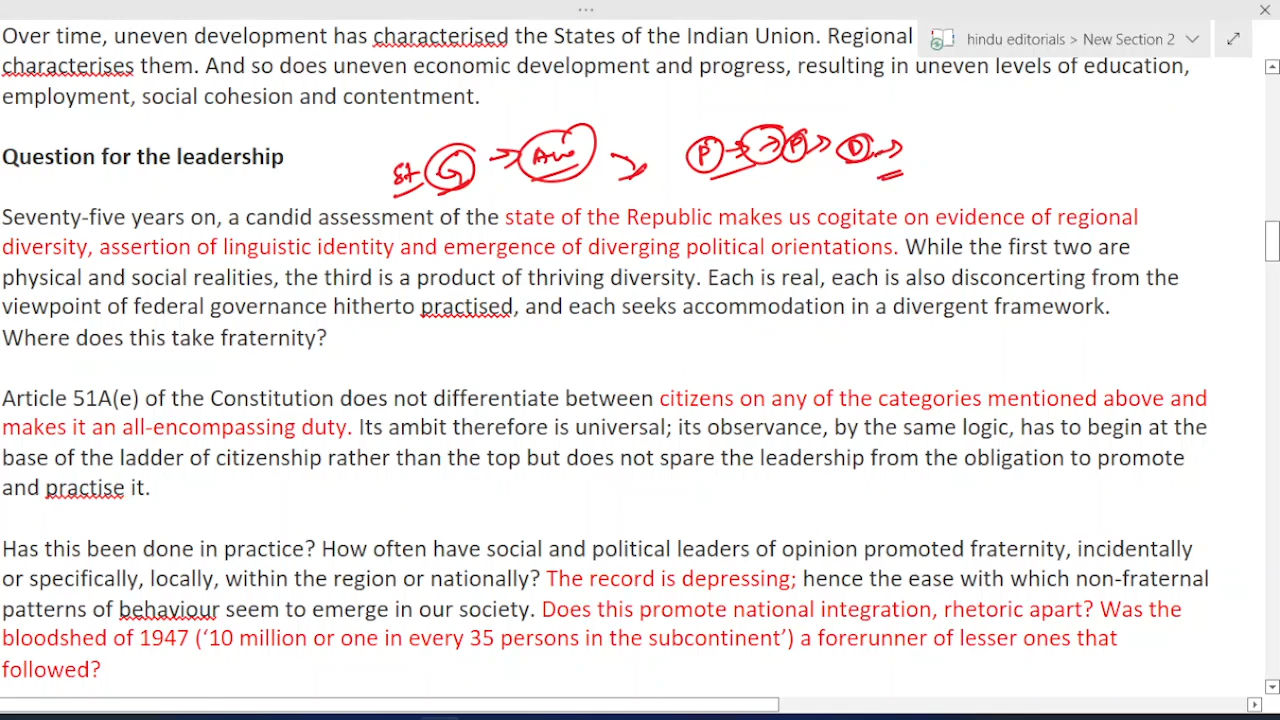 ...
Over time, uneven development has characterised the States of the Indian Union. Regional
hindu editorials > New Section 2
characterises them. And so does uneven economic development and progress, resulting in uneven levels of education,
employment, social cohesion and contentment.
Question for the leadership
St G
P
P
D
Seventy-five years on, a candid assessment of the state of the Republic makes us cogitate on evidence of regional
diversity, assertion of linguistic identity and emergence of diverging political orientations. While the first two are
physical and social realities, the third is a product of thriving diversity. Each is real, each is also disconcerting from the
viewpoint of federal governance hitherto practised, and each seeks accommodation in a divergent framework.
Where does this take fraternity?
Article 51A(e) of the Constitution does not differentiate between citizens on any of the categories mentioned above and
makes it an all-encompassing duty. Its ambit therefore is universal; its observance, by the same logic, has to begin at the
base of the ladder of citizenship rather than the top but does not spare the leadership from the obligation to promote
and practise it.
Has this been done in practice? How often have social and political leaders of opinion promoted fraternity, incidentally
or specifically, locally, within the region or nationally? The record is depressing; hence the ease with which non-fraternal
patterns of behaviour seem to emerge in our society. Does this promote national integration, rhetoric apart? Was the
bloodshed of 1947 (‘10 million or one in every 35 persons in the subcontinent’) a forerunner of lesser ones that
followed?